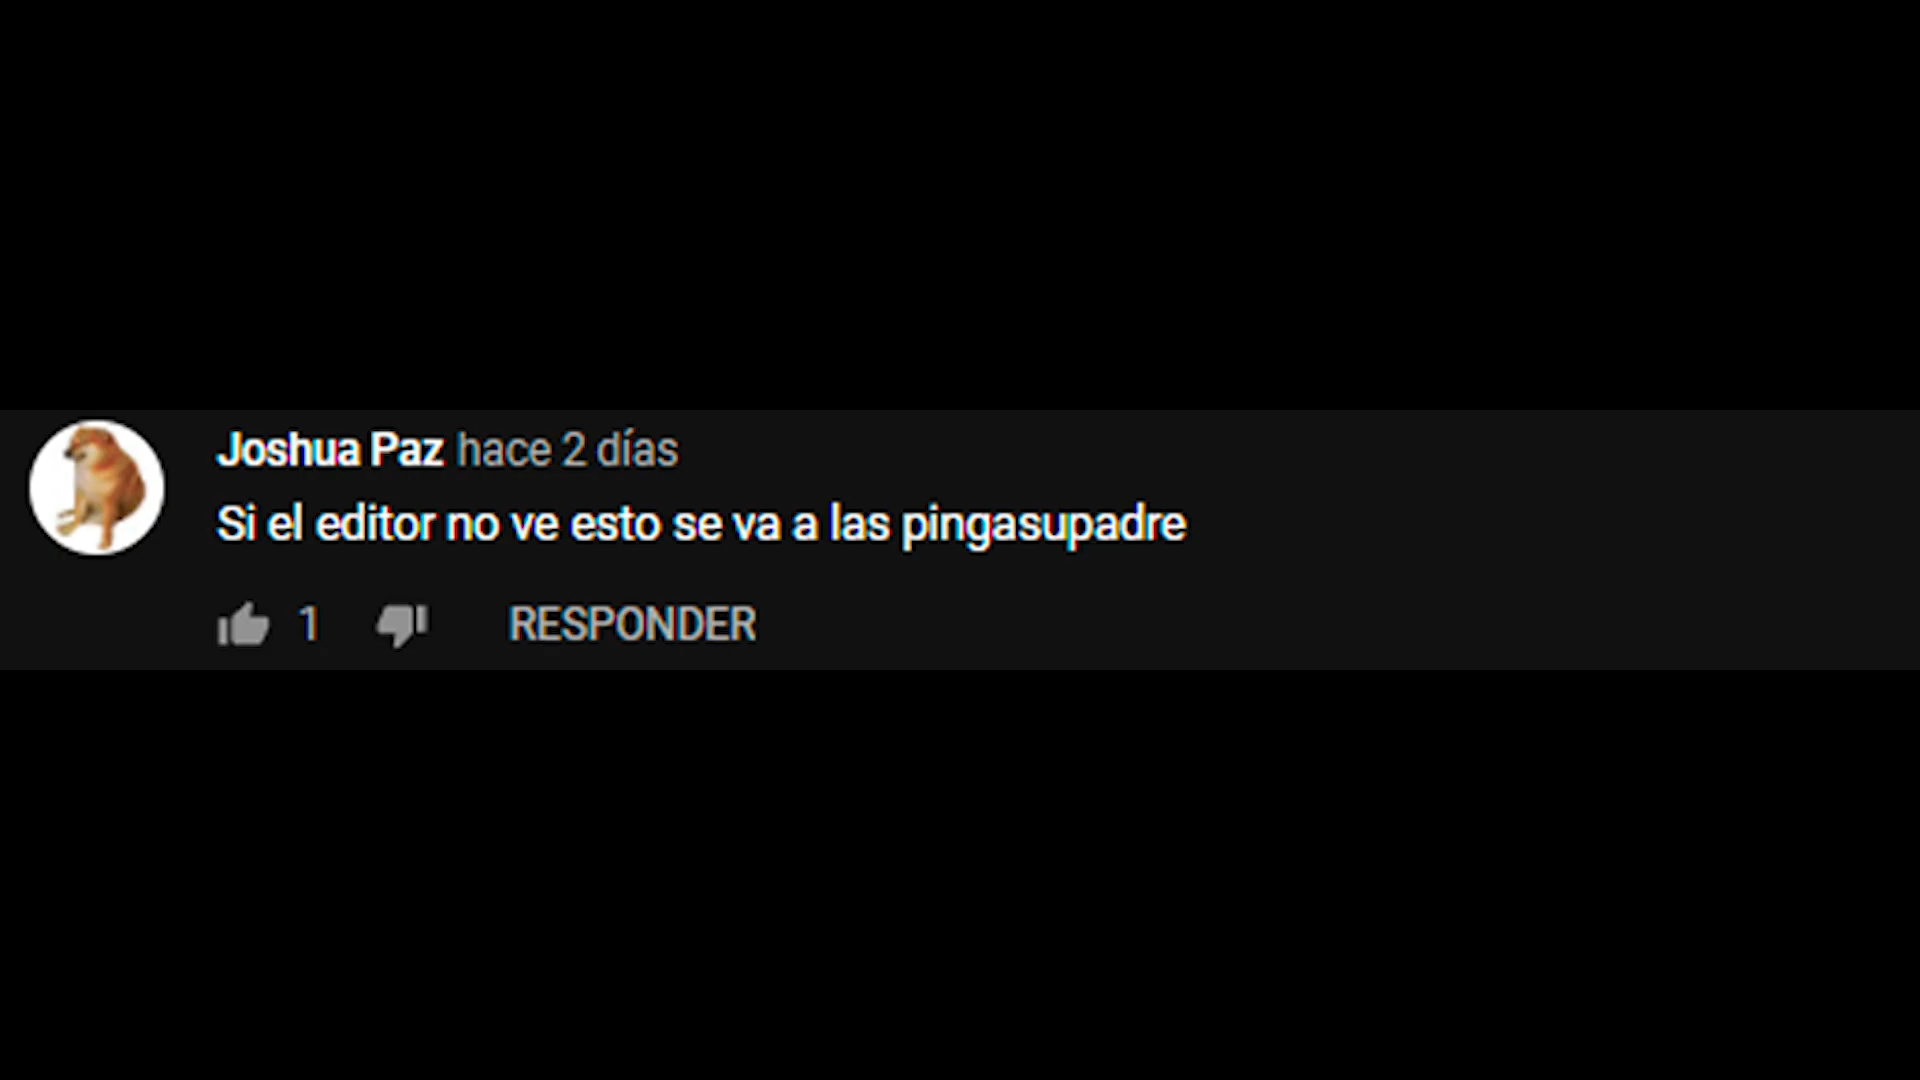 Joshua Paz hace 2 días
Si el editor no ve esto se va a las pingasupadre
1 RESPONDER